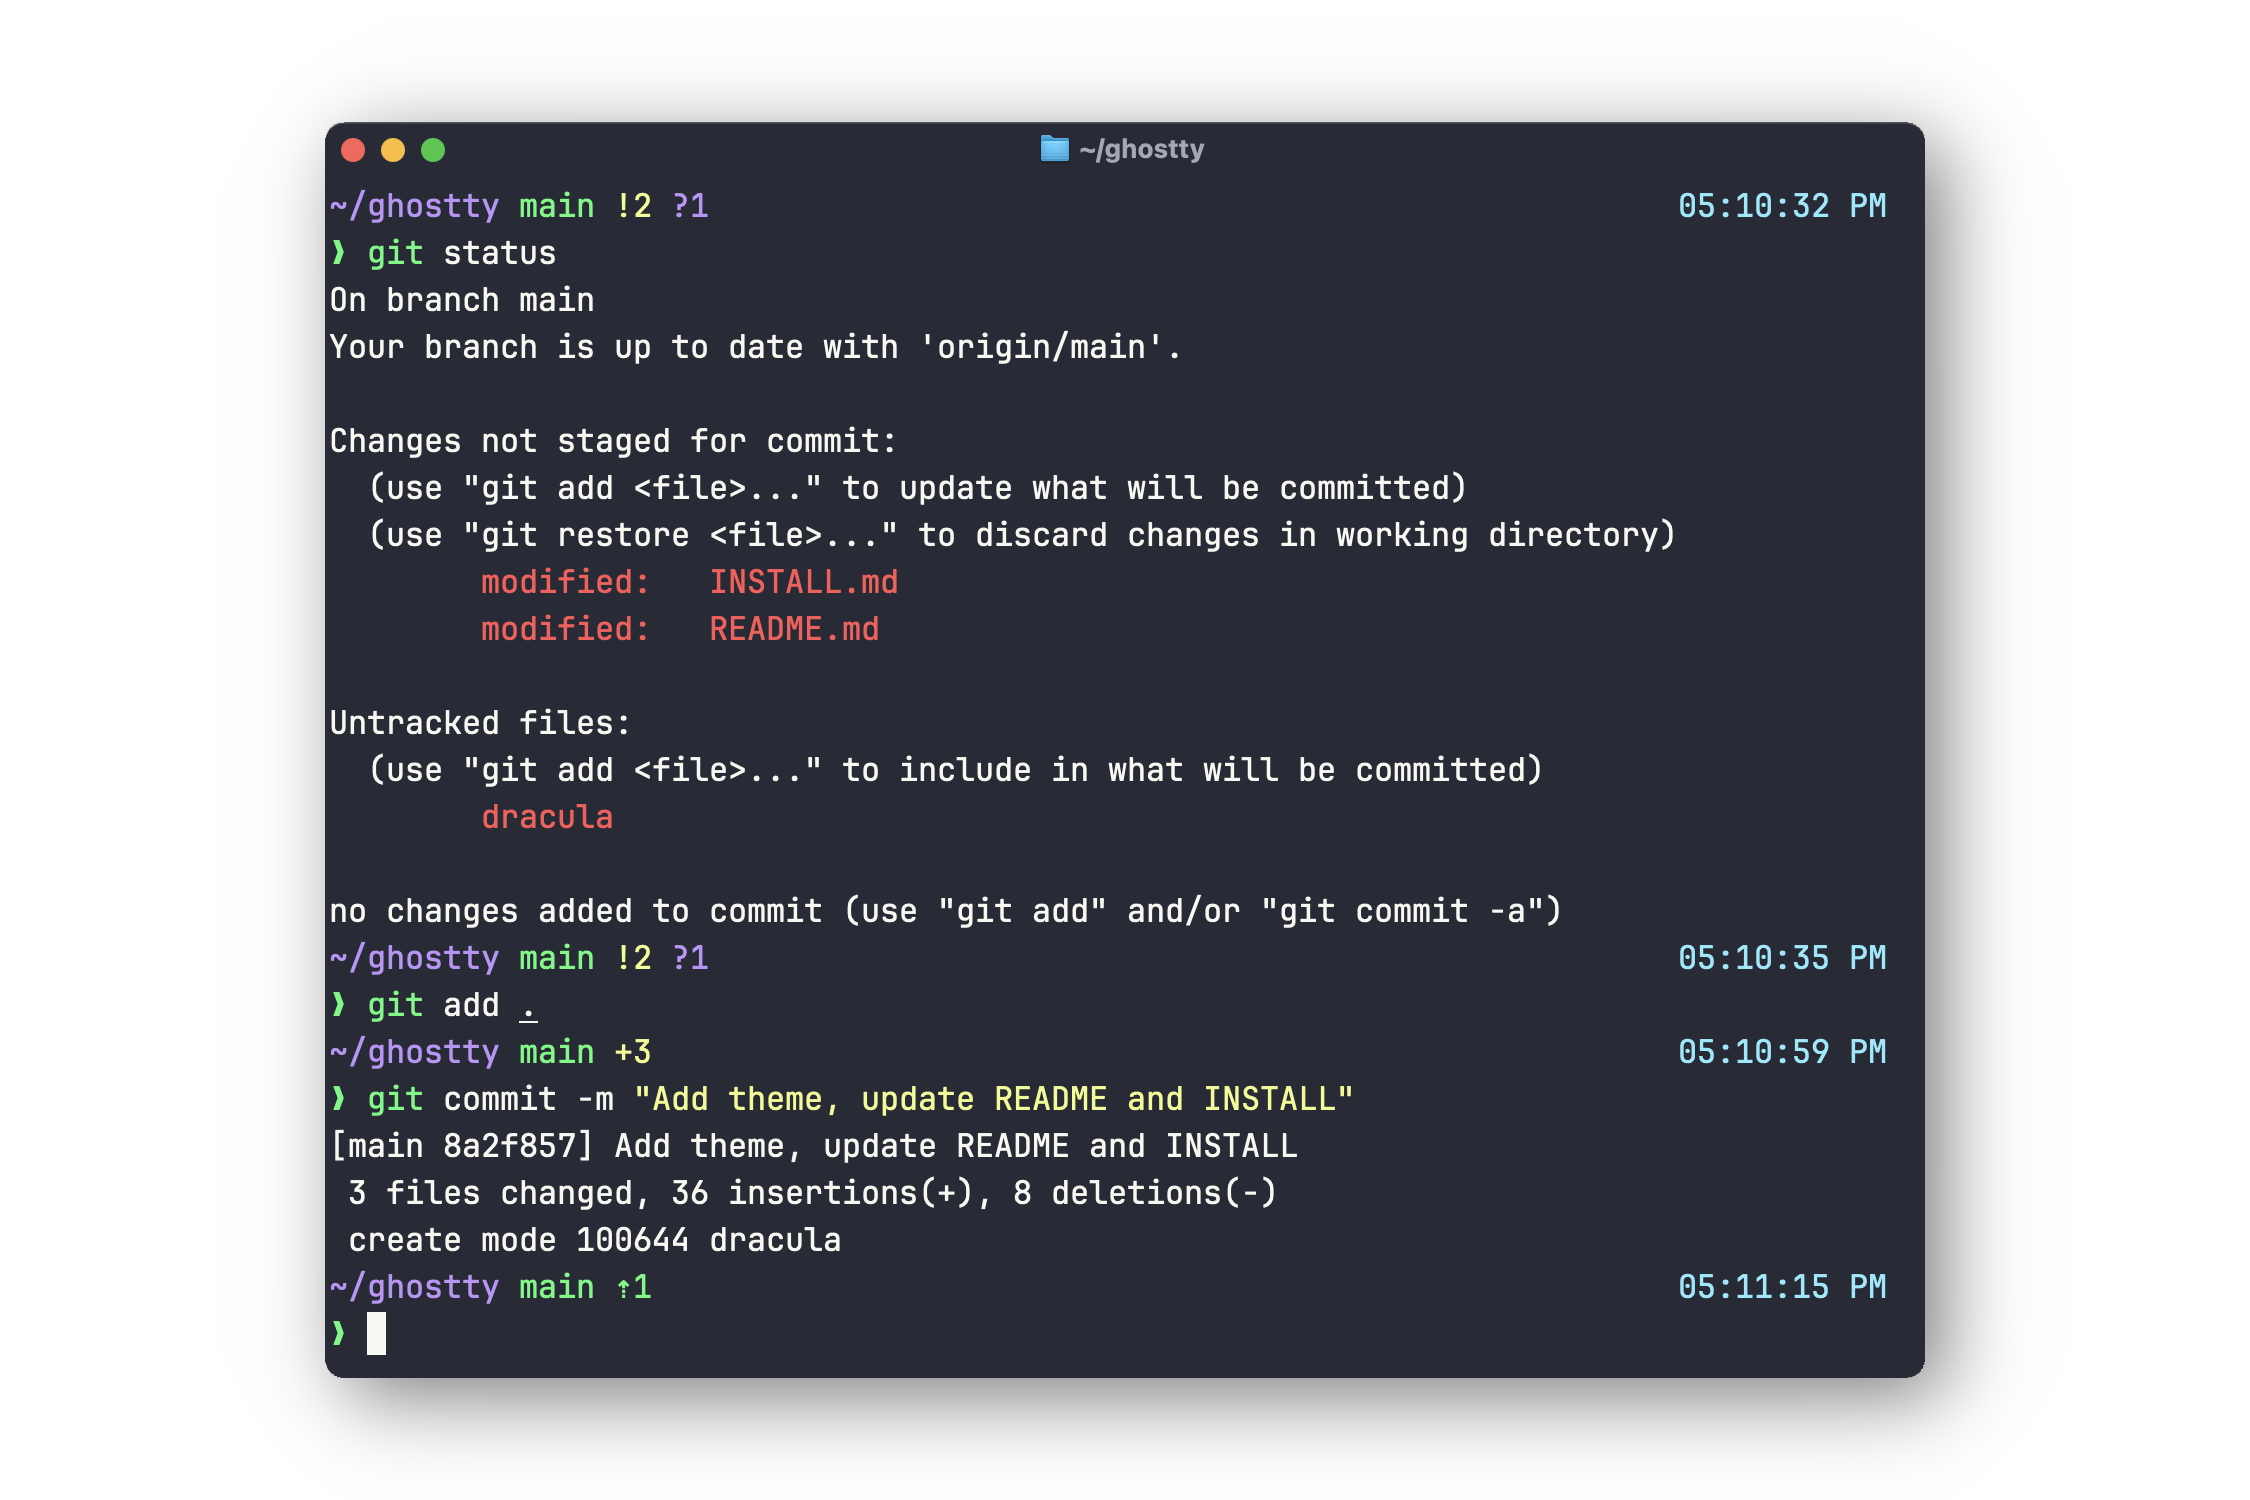 ~/ghostty
~/ghostty main !2 ?1 05:10:32 PM
❱ git status
On branch main
Your branch is up to date with 'origin/main'.
Changes not staged for commit:
(use "git add <file>..." to update what will be committed)
(use "git restore <file>..." to discard changes in working directory)
modified: INSTALL.md
modified: README.md
Untracked files:
(use "git add <file>..." to include in what will be committed)
dracula
no changes added to commit (use "git add" and/or "git commit -a")
~/ghostty main !2 ?1 05:10:35 PM
❱ git add .
~/ghostty main +3 05:10:59 PM
❱ git commit -m "Add theme, update README and INSTALL"
[main 8a2f857] Add theme, update README and INSTALL
3 files changed, 36 insertions(+), 8 deletions(-)
create mode 100644 dracula
~/ghostty main ⇡1 05:11:15 PM
❱